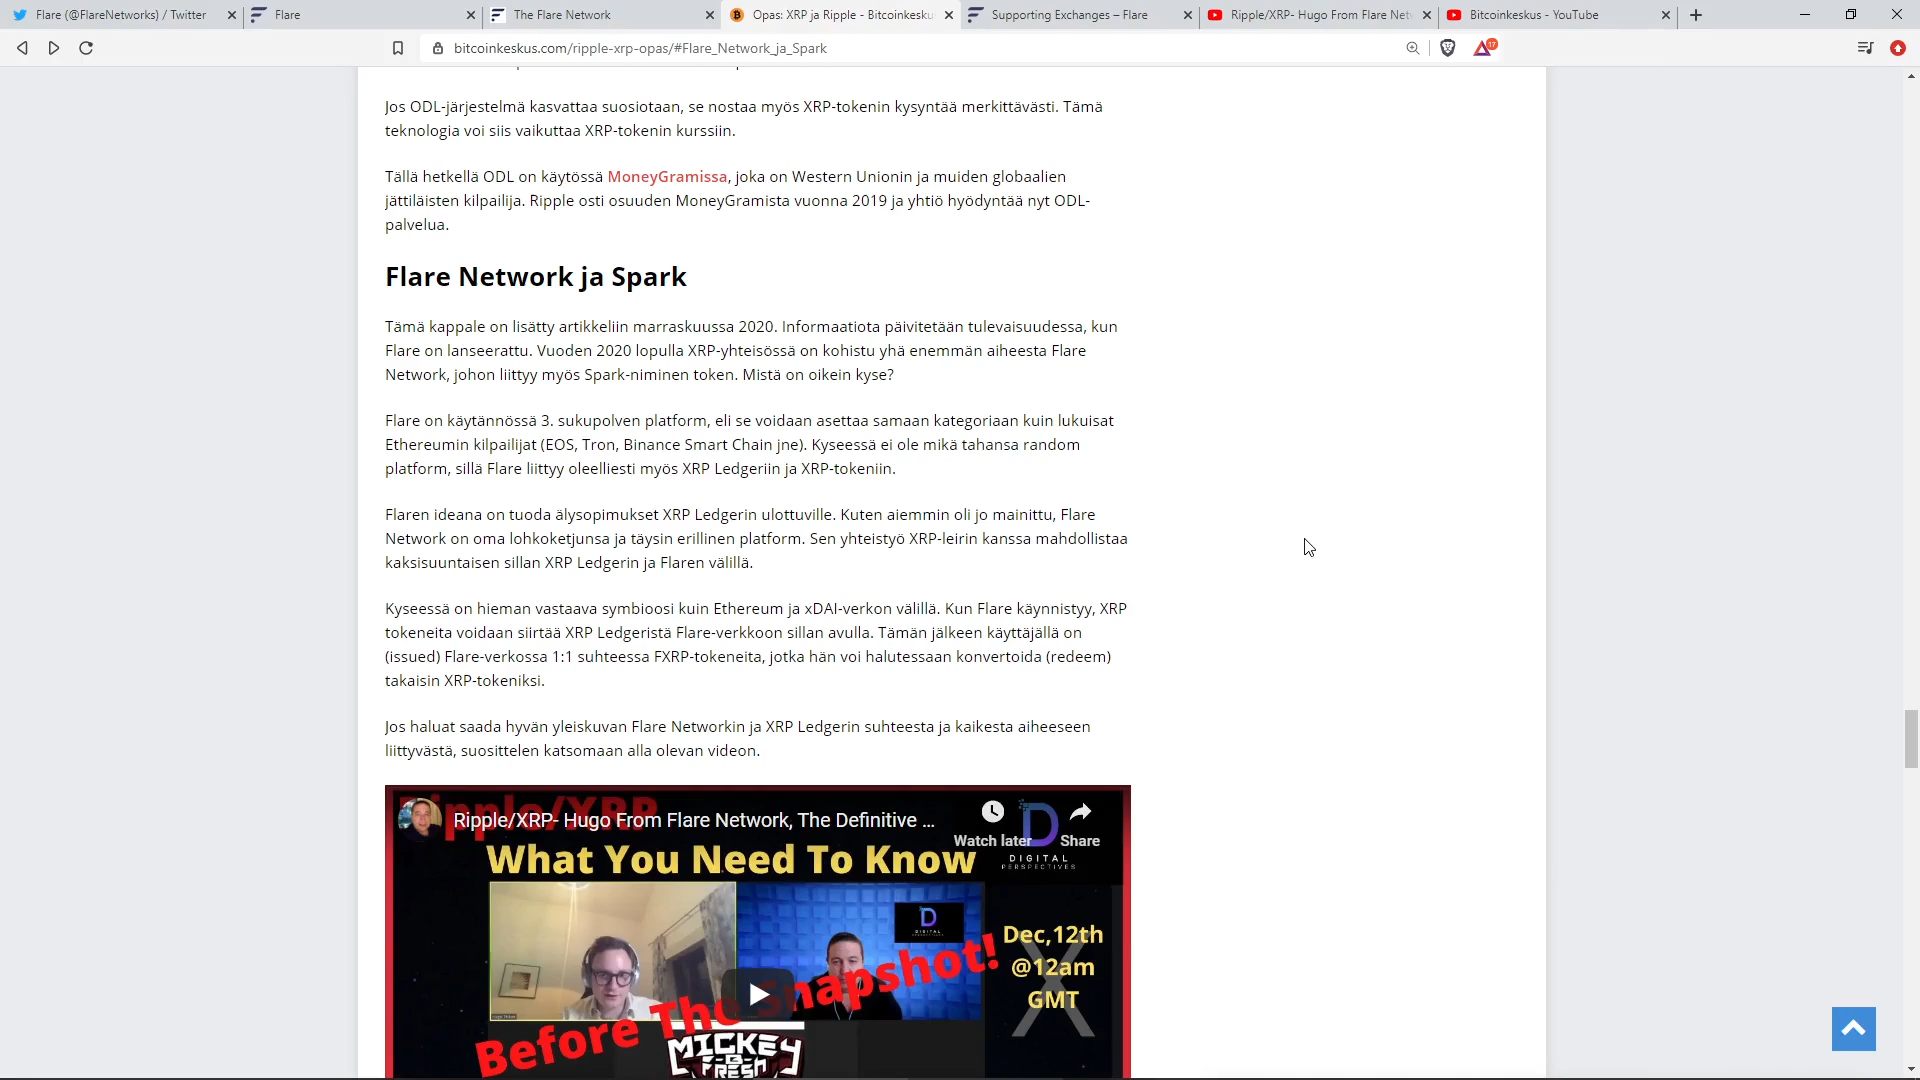 Flare (@FlareNetworks) / Twitter
Flare
The Flare Network
Opas: XRP ja Ripple - Bitcoinkesku
Supporting Exchanges – Flare
Ripple/XRP- Hugo From Flare Net
Bitcoinkeskus - YouTube
bitcoinkeskus.com/ripple-xrp-opas/#Flare_Network_ja_Spark
17
Jos ODL-järjestelmä kasvattaa suosiotaan, se nostaa myös XRP-tokenin kysyntää merkittävästi. Tämä
teknologia voi siis vaikuttaa XRP-tokenin kurssiin.
Tällä hetkellä ODL on käytössä MoneyGramissa, joka on Western Unionin ja muiden globaalien
jättiläisten kilpailija. Ripple osti osuuden MoneyGramista vuonna 2019 ja yhtiö hyödyntää nyt ODL-
palvelua.
Flare Network ja Spark
Tämä kappale on lisätty artikkeliin marraskuussa 2020. Informaatiota päivitetään tulevaisuudessa, kun
Flare on lanseerattu. Vuoden 2020 lopulla XRP-yhteisössä on kohistu yhä enemmän aiheesta Flare
Network, johon liittyy myös Spark-niminen token. Mistä on oikein kyse?
Flare on käytännössä 3. sukupolven platform, eli se voidaan asettaa samaan kategoriaan kuin lukuisat
Ethereumin kilpailijat (EOS, Tron, Binance Smart Chain jne). Kyseessä ei ole mikä tahansa random
platform, sillä Flare liittyy oleellisesti myös XRP Ledgeriin ja XRP-tokeniin.
Flaren ideana on tuoda älysopimukset XRP Ledgerin ulottuville. Kuten aiemmin oli jo mainittu, Flare
Network on oma lohkoketjunsa ja täysin erillinen platform. Sen yhteistyö XRP-leirin kanssa mahdollistaa
kaksisuuntaisen sillan XRP Ledgerin ja Flaren välillä.
Kyseessä on hieman vastaava symbioosi kuin Ethereum ja xDAI-verkon välillä. Kun Flare käynnistyy, XRP
tokeneita voidaan siirtää XRP Ledgeristä Flare-verkkoon sillan avulla. Tämän jälkeen käyttäjällä on
(issued) Flare-verkossa 1:1 suhteessa FXRP-tokeneita, jotka hän voi halutessaan konvertoida (redeem)
takaisin XRP-tokeniksi.
Jos haluat saada hyvän yleiskuvan Flare Networkin ja XRP Ledgerin suhteesta ja kaikesta aiheeseen
liittyvästä, suosittelen katsomaan alla olevan videon.
Ripple/XRP
Ripple/XRP- Hugo From Flare Network, The Definitive ...
Watch later
Share
What You Need To Know
D
DIGITAL
PERSPECTIVES
Dec,12th
@12am
GMT
Before The Snapshot!
MICKEY
B
FRESH